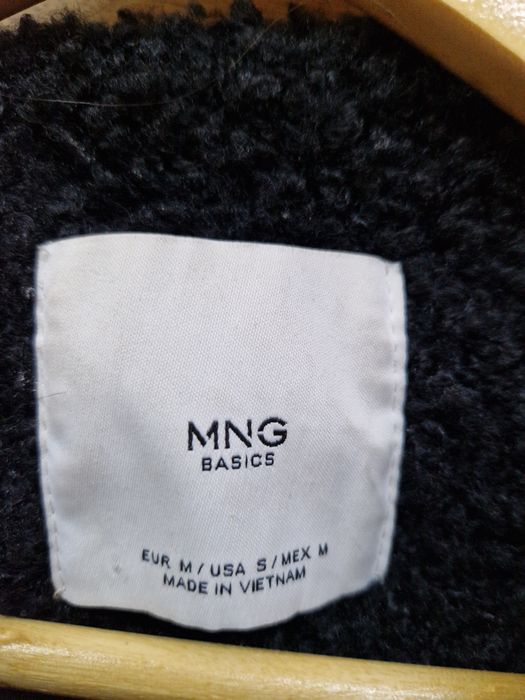 MNG
BASICS
EUR M / USA S / MEX M
MADE IN VIETNAM